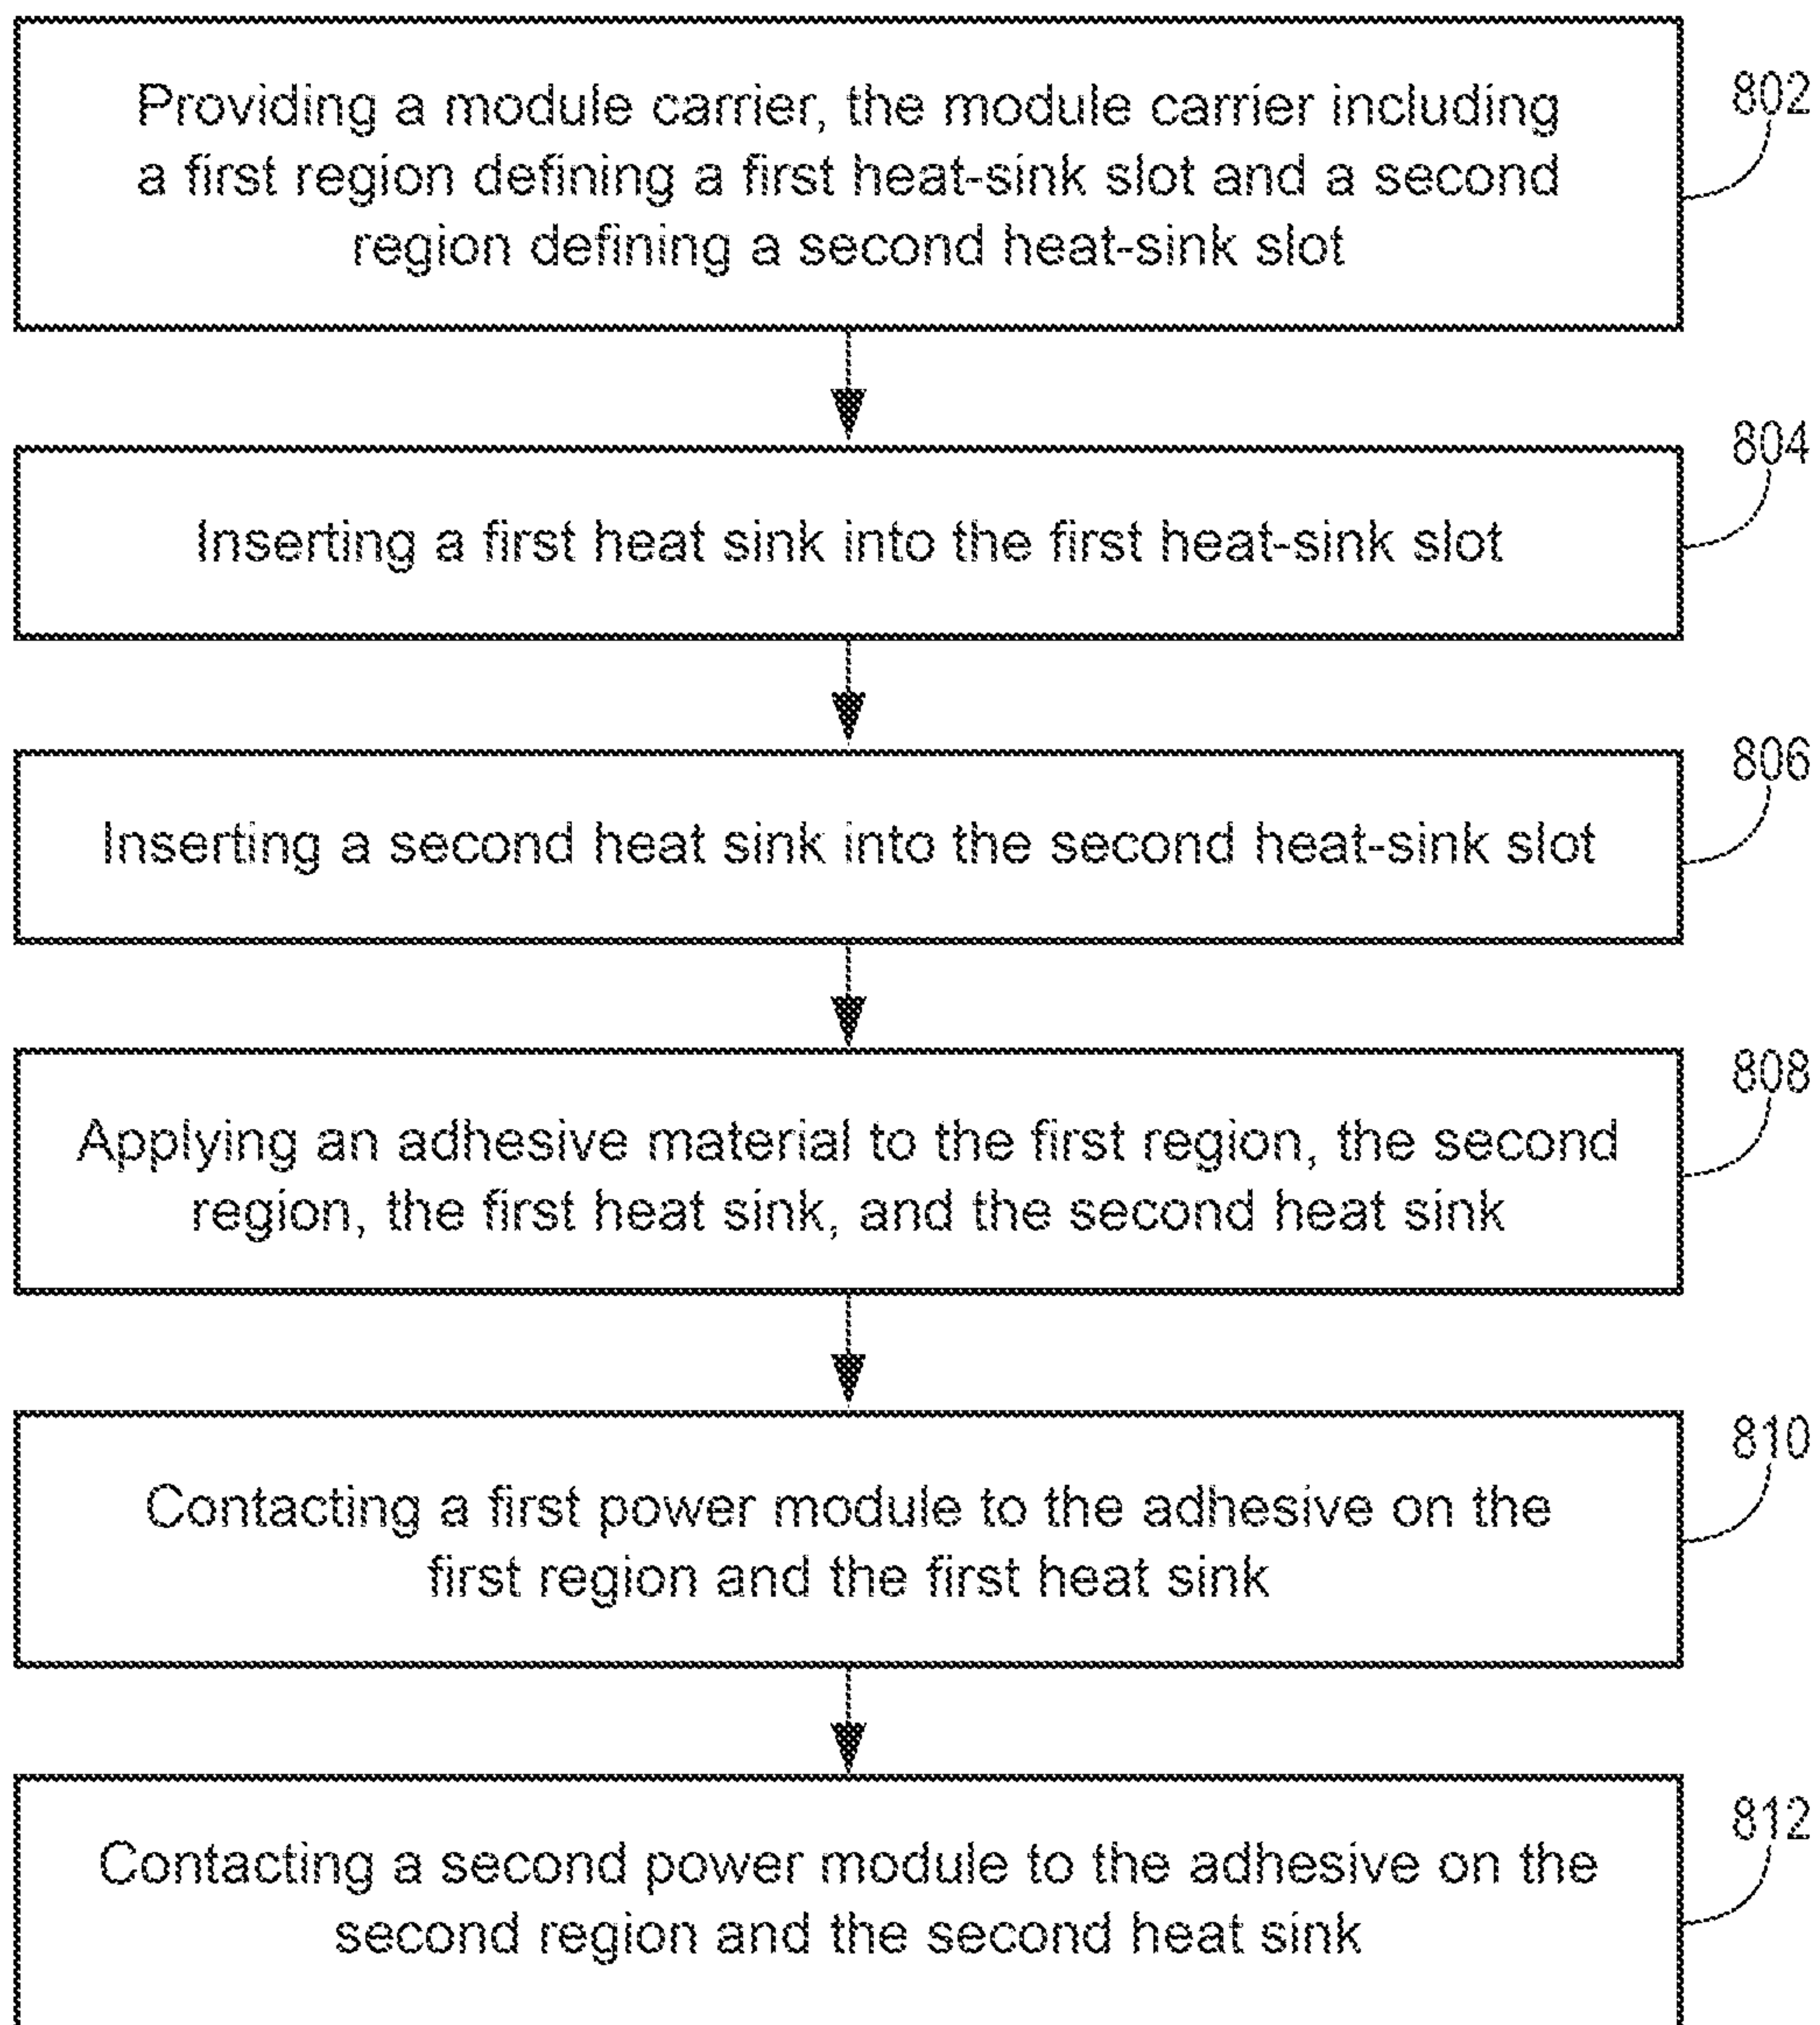 802
Providing a module carrier, the module carrier including
a first region defining a first heat-sink slot and a second
region defining a second heat-sink slot
804
Inserting a first heat sink into the first heat-sink slot
806
Inserting a second heat sink into the second heat-sink slot
808
Applying an adhesive material to the first region, the second
region, the first heat sink, and the second heat sink
810
Contacting a first power module to the adhesive on the
first region and the first heat sink
812
Contacting a second power module to the adhesive on the
second region and the second heat sink